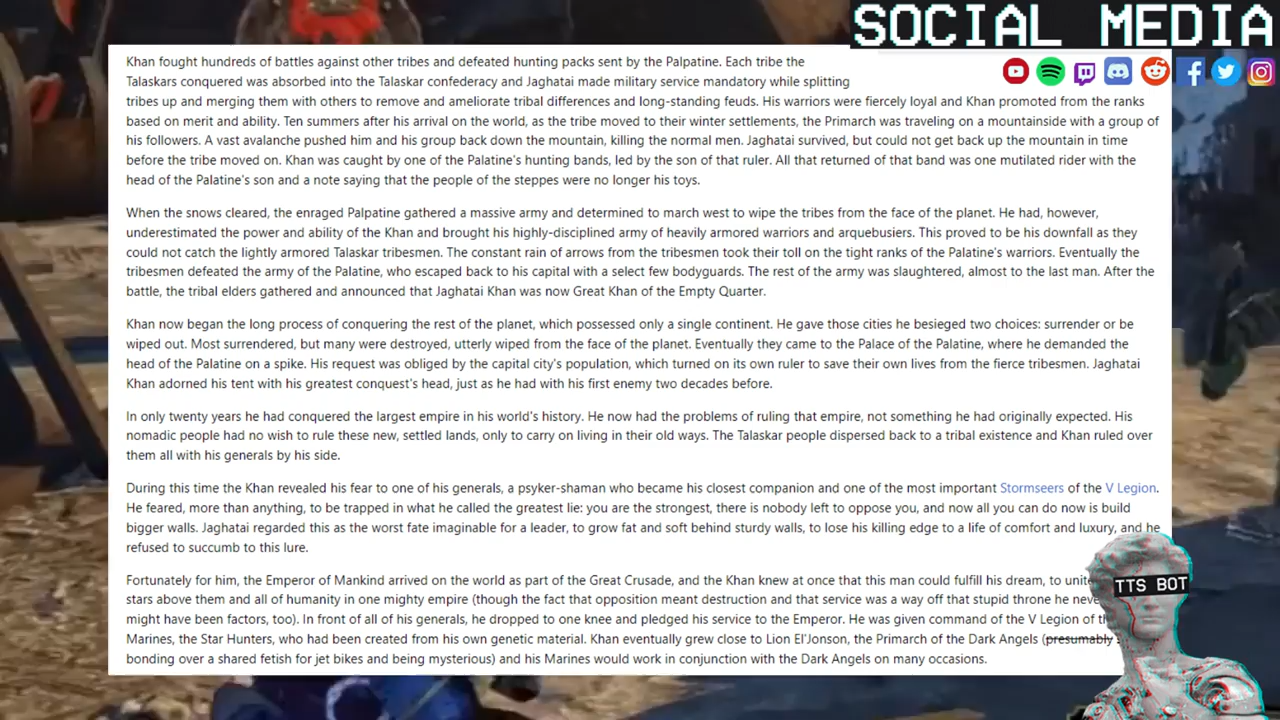 SOCIAL MEDIA
Khan fought hundreds of battles against other tribes and defeated hunting packs sent by the Palpatine. Each tribe the
Talaskars conquered was absorbed into the Talaskar confederacy and Jaghatai made military service mandatory while splitting
tribes up and merging them with others to remove and ameliorate tribal differences and long-standing feuds. His warriors were fiercely loyal and Khan promoted from the ranks
based on merit and ability. Ten summers after his arrival on the world, as the tribe moved to their winter settlements, the Primarch was traveling on a mountainside with a group of
his followers. A vast avalanche pushed him and his group back down the mountain, killing the normal men. Jaghatai survived, but could not get back up the mountain in time
before the tribe moved on. Khan was caught by one of the Palatine's hunting bands, led by the son of that ruler. All that returned of that band was one mutilated rider with the
head of the Palatine's son and a note saying that the people of the steppes were no longer his toys.
When the snows cleared, the enraged Palpatine gathered a massive army and determined to march west to wipe the tribes from the face of the planet. He had, however,
underestimated the power and ability of the Khan and brought his highly-disciplined army of heavily armored warriors and arquebusiers. This proved to be his downfall as they
could not catch the lightly armored Talaskar tribesmen. The constant rain of arrows from the tribesmen took their toll on the tight ranks of the Palatine's warriors. Eventually the
tribesmen defeated the army of the Palatine, who escaped back to his capital with a select few bodyguards. The rest of the army was slaughtered, almost to the last man. After the
battle, the tribal elders gathered and announced that Jaghatai Khan was now Great Khan of the Empty Quarter.
Khan now began the long process of conquering the rest of the planet, which possessed only a single continent. He gave those cities he besieged two choices: surrender or be
wiped out. Most surrendered, but many were destroyed, utterly wiped from the face of the planet. Eventually they came to the Palace of the Palatine, where he demanded the
head of the Palatine on a spike. His request was obliged by the capital city's population, which turned on its own ruler to save their own lives from the fierce tribesmen. Jaghatai
Khan adorned his tent with his greatest conquest's head, just as he had with his first enemy two decades before.
In only twenty years he had conquered the largest empire in his world's history. He now had the problems of ruling that empire, not something he had originally expected. His
nomadic people had no wish to rule these new, settled lands, only to carry on living in their old ways. The Talaskar people dispersed back to a tribal existence and Khan ruled over
them all with his generals by his side.
During this time the Khan revealed his fear to one of his generals, a psyker-shaman who became his closest companion and one of the most important Stormseers of the V Legion.
He feared, more than anything, to be trapped in what he called the greatest lie: you are the strongest, there is nobody left to oppose you, and now all you can do now is build
bigger walls. Jaghatai regarded this as the worst fate imaginable for a leader, to grow fat and soft behind sturdy walls, to lose his killing edge to a life of comfort and luxury, and he
refused to succumb to this lure.
Fortunately for him, the Emperor of Mankind arrived on the world as part of the Great Crusade, and the Khan knew at once that this man could fulfill his dream, to unite
stars above them and all of humanity in one mighty empire (though the fact that opposition meant destruction and that service was a way off that stupid throne he
might have been factors, too). In front of all of his generals, he dropped to one knee and pledged his service to the Emperor. He was given command of the V Legion of
Marines, the Star Hunters, who had been created from his own genetic material. Khan eventually grew close to Lion El'Jonson, the Primarch of the Dark Angels (presumably
bonding over a shared fetish for jet bikes and being mysterious) and his Marines would work in conjunction with the Dark Angels on many occasions.
TTS BOT